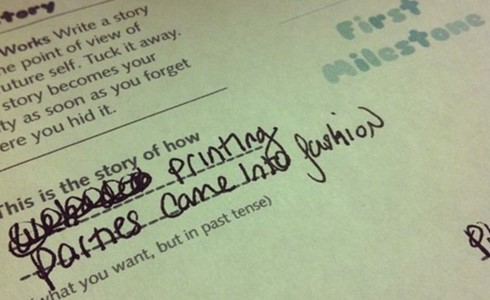 tory
Works Write a story
he point of view of
uture self. Tuck it away.
story becomes your
ty as soon as you forget
ere you hid it.
First
Milestone
This is the story of how
Printing
parties came into fashion
what you want, but in past tense)